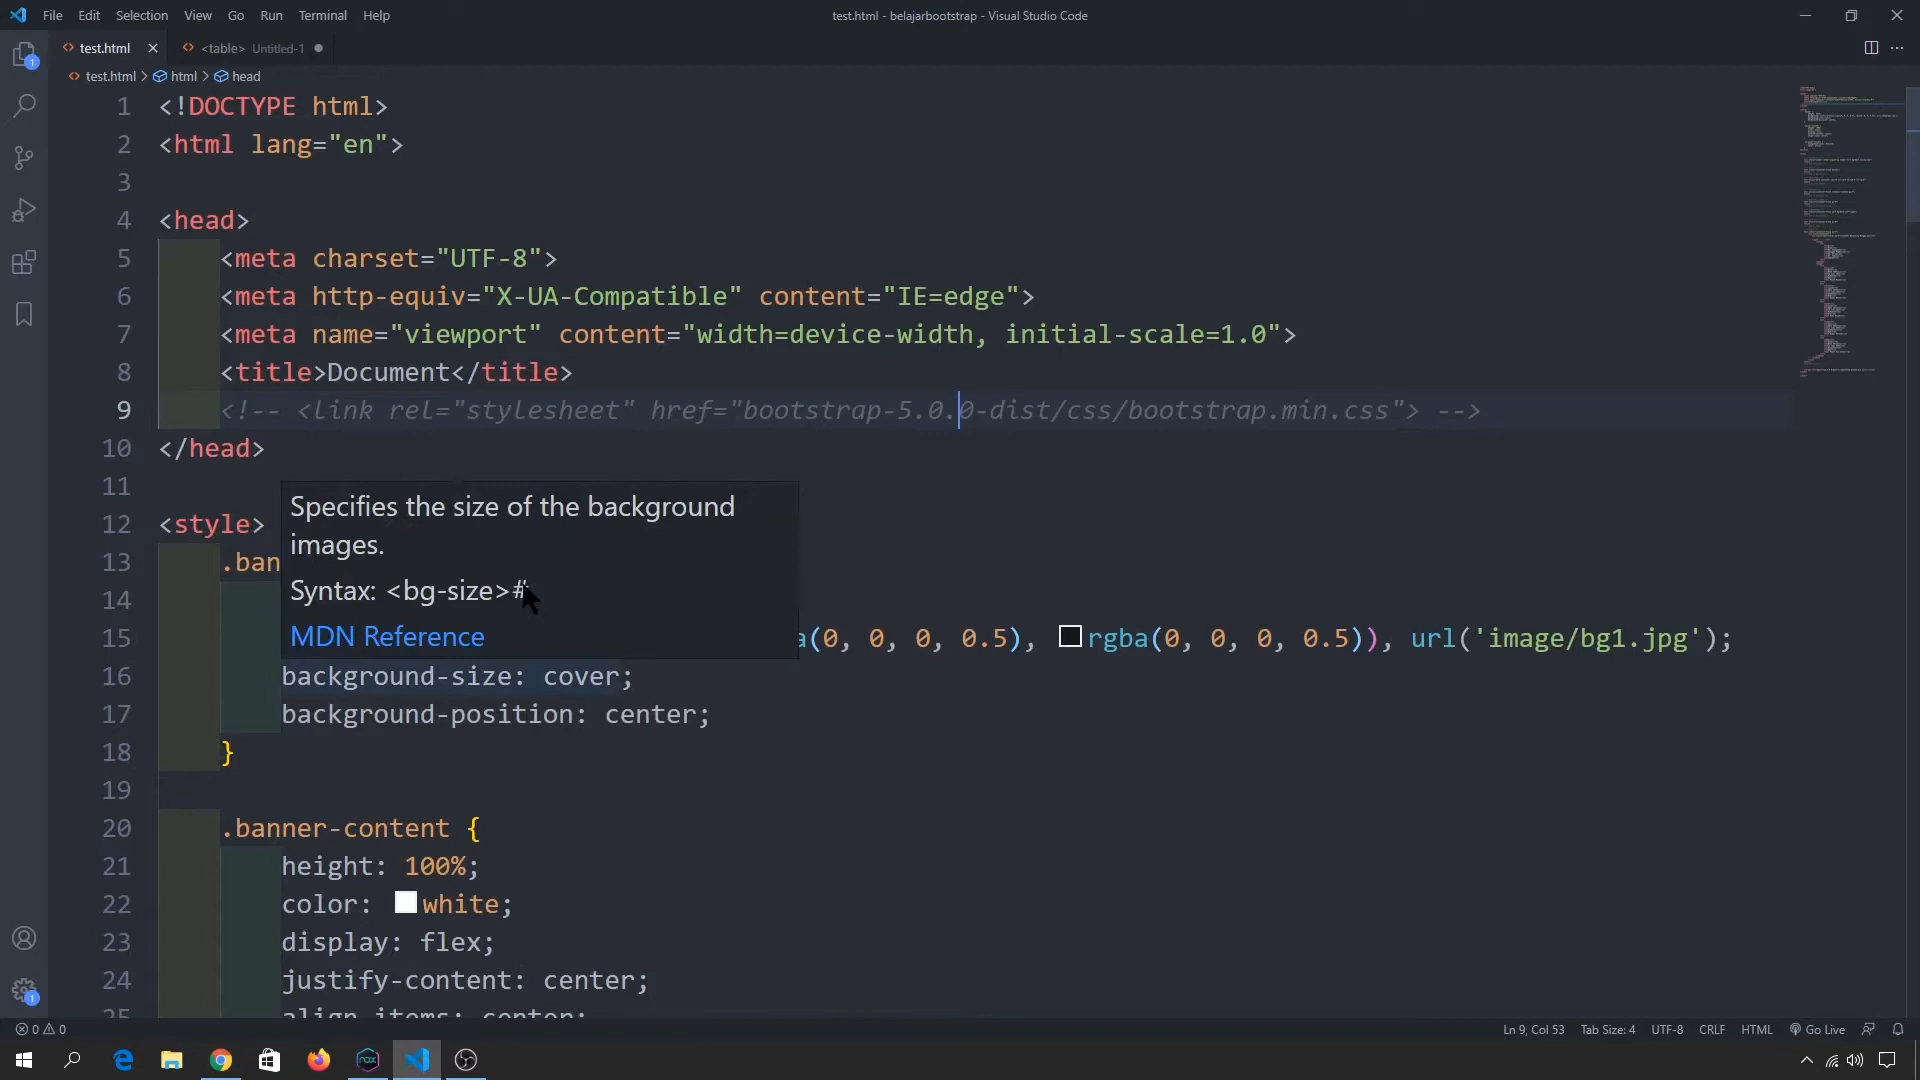 File Edit Selection View Go Run Terminal Help
test.html - belajarbootstrap - Visual Studio Code
test.html <table> Untitled-1
test.html html head
1 <!DOCTYPE html>
2 <html lang="en">
3
4 <head>
5 <meta charset="UTF-8">
6 <meta http-equiv="X-UA-Compatible" content="IE=edge">
7 <meta name="viewport" content="width=device-width, initial-scale=1.0">
8 <title>Document</title>
9 <!-- <link rel="stylesheet" href="bootstrap-5.0.0-dist/css/bootstrap.min.css"> -->
10 </head>
11
Specifies the size of the background
images.
Syntax: <bg-size>#
MDN Reference
12 <style>
13 .ban
14
15 a(0, 0, 0, 0.5), rgba(0, 0, 0, 0.5)), url('image/bg1.jpg');
16 background-size: cover;
17 background-position: center;
18 }
19
20 .banner-content {
21 height: 100%;
22 color: white;
23 display: flex;
24 justify-content: center;
25 align-items: center;
0 0
Ln 9, Col 53 Tab Size: 4 UTF-8 CRLF HTML Go Live